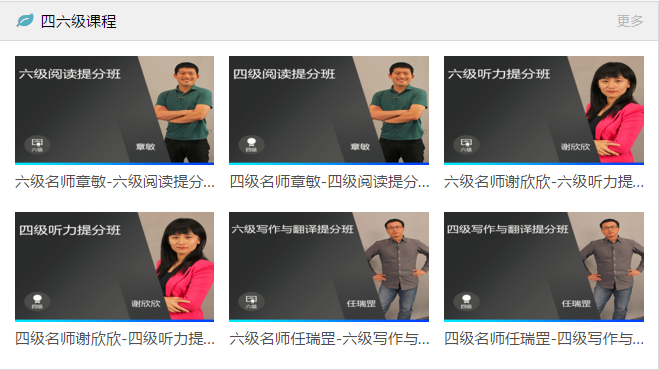 四六级课程
更多
六级阅读提分班
六级
章敏
四级阅读提分班
四级
章敏
六级听力提分班
六级
谢欣欣
六级名师章敏-六级阅读提分...
四级名师章敏-四级阅读提分...
六级名师谢欣欣-六级听力提...
四级听力提分班
四级
谢欣欣
六级写作与翻译提分班
六级
任瑞罡
四级写作与翻译提分班
四级
任瑞罡
四级名师谢欣欣-四级听力提...
六级名师任瑞罡-六级写作与...
四级名师任瑞罡-四级写作与...